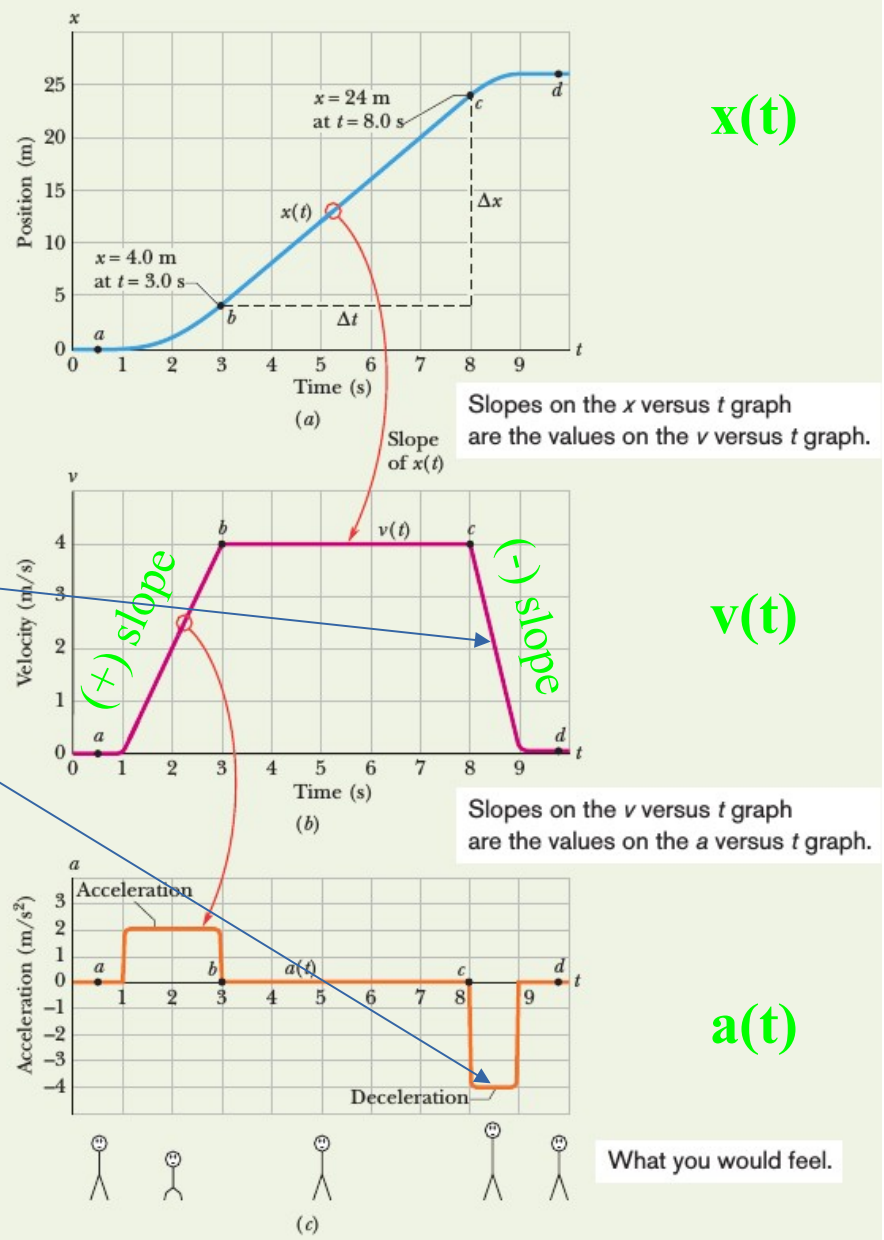 x
Position (m)
25
20
15
10
5
0
x = 24 m
at t = 8.0 s
c
d
x(t)
Δx
x(t)
x = 4.0 m
at t = 3.0 s
b
Δt
a
0 1 2 3 4 5 6 7 8 9 t
Time (s)
(a)
Slopes on the x versus t graph
are the values on the v versus t graph.
Slope
of x(t)
v
Velocity (m/s)
4
3
2
1
0
b
v(t)
c
(+) slope
(-) slope
v(t)
a
d
0 1 2 3 4 5 6 7 8 9 t
Time (s)
(b)
Slopes on the v versus t graph
are the values on the a versus t graph.
a
Acceleration (m/s²)
3
2
1
0
−1
−2
−3
−4
Acceleration
a
b
a(t)
c
d
1 2 3 4 5 6 7 8 9 t
a(t)
Deceleration
What you would feel.
(c)